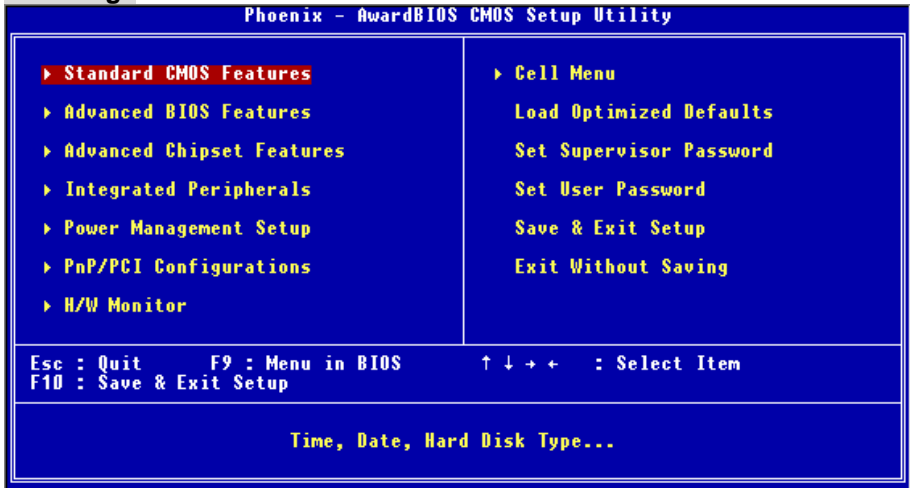 Phoenix - AwardBIOS CMOS Setup Utility
▸ Standard CMOS Features
▸ Advanced BIOS Features
▸ Advanced Chipset Features
▸ Integrated Peripherals
▸ Power Management Setup
▸ PnP/PCI Configurations
▸ H/W Monitor
▸ Cell Menu
Load Optimized Defaults
Set Supervisor Password
Set User Password
Save & Exit Setup
Exit Without Saving
Esc : Quit F9 : Menu in BIOS ↑ ↓ → ← : Select Item
F10 : Save & Exit Setup
Time, Date, Hard Disk Type...